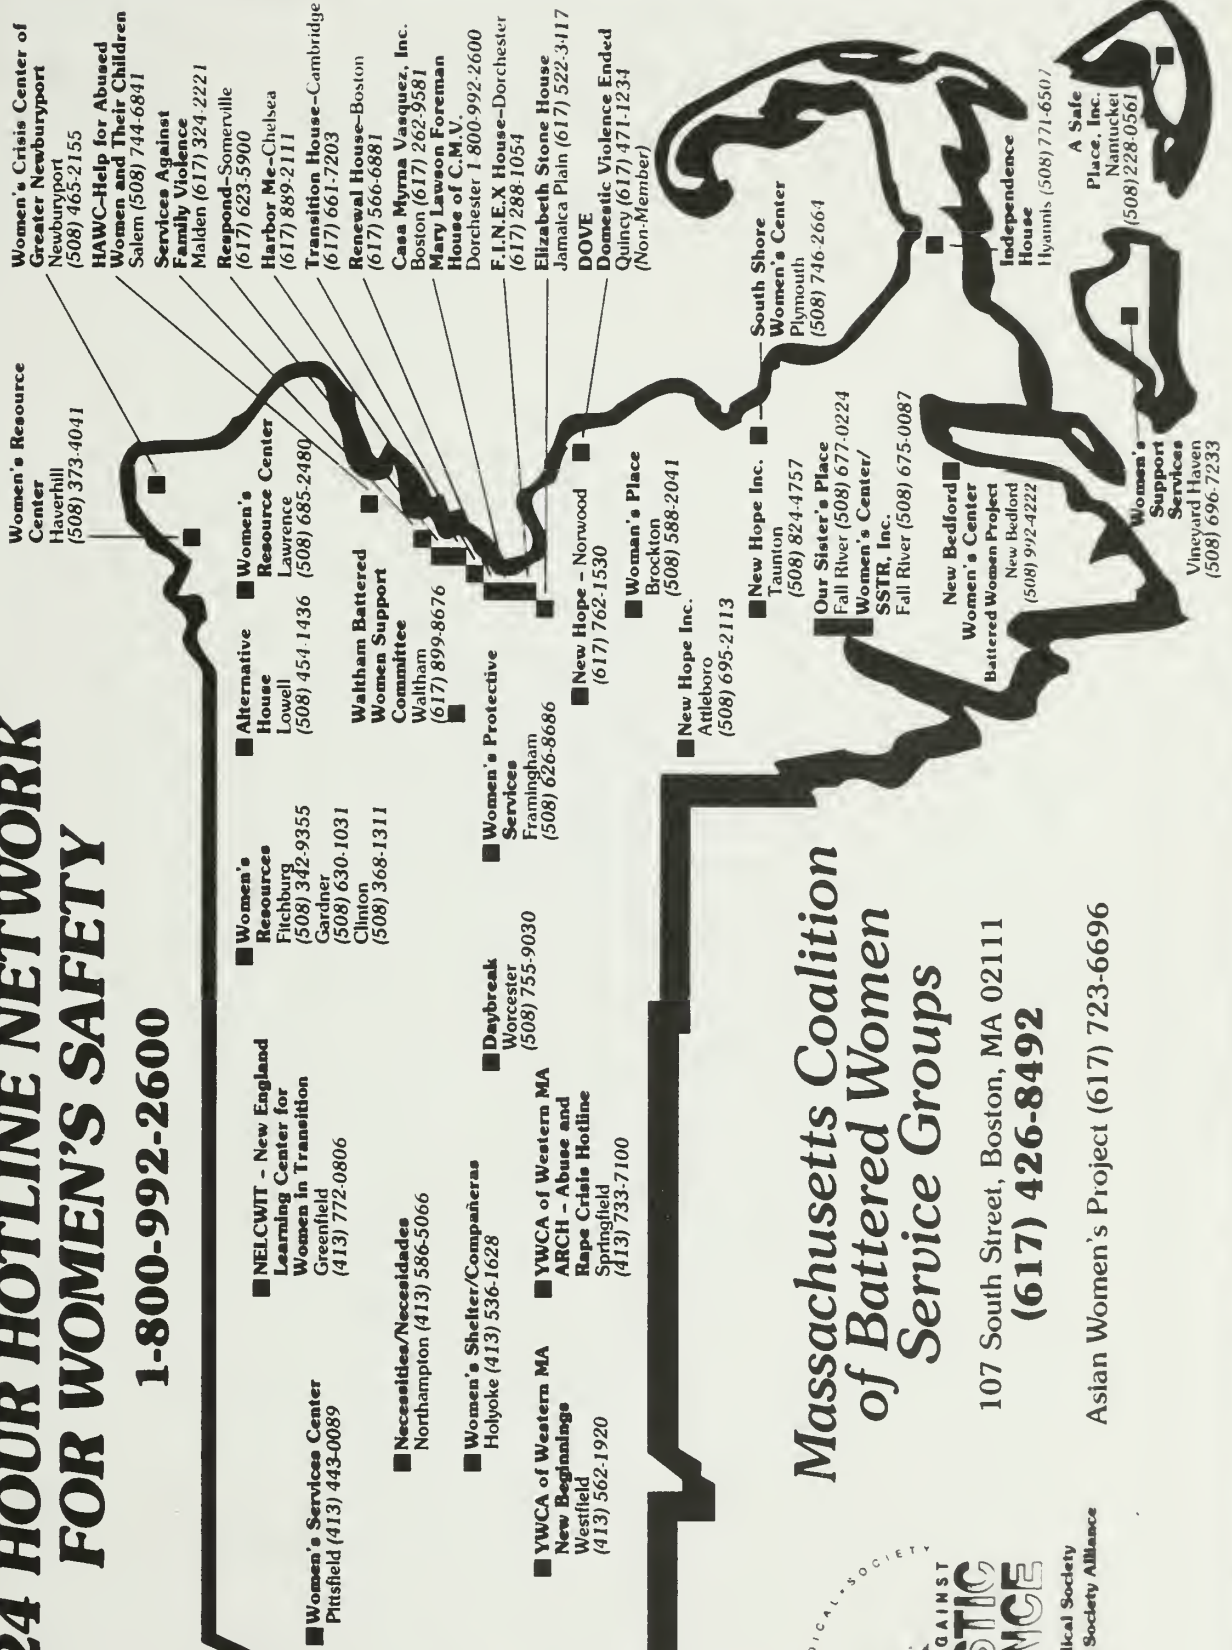 24 HOUR HOTLINE NETWORK
FOR WOMEN'S SAFETY
1-800-992-2600
Women's Services Center
Pittsfield (413) 443-0089
NELCWIT – New England
Learning Center for
Women in Transition
Greenfield
(413) 772-0806
Necesities/Necesidades
Northampton (413) 586-5066
Women's Shelter/Compañeras
Holyoke (413) 536-1628
YWCA of Western MA
New Beginnings
Westfield
(413) 562-1920
YWCA of Western MA
ARCH – Abuse and
Rape Crisis Hotline
Springfield
(413) 733-7100
Women's
Resources
Fitchburg
(508) 342-9355
Gardner
(508) 630-1031
Clinton
(508) 368-1311
Daybreak
Worcester
(508) 755-9030
Alternative
House
Lowell
(508) 454-1436
Women's
Resource Center
Lawrence
(508) 685-2480
Women's Resource
Center
Haverhill
(508) 373-4041
Waltham Battered
Women Support
Committee
Waltham
(617) 899-8676
Women's Protective
Services
Framingham
(508) 626-8686
Women's Crisis Center of
Greater Newburyport
Newburyport
(508) 465-2155
HAWC–Help for Abused
Women and Their Children
Salem (508) 744-6841
Services Against
Family Violence
Malden (617) 324-2221
Respond–Somerville
(617) 623-5900
Harbor Me–Chelsea
(617) 889-2111
Transition House–Cambridge
(617) 661-7203
Renewal House–Boston
(617) 566-6881
Casa Myrna Vasquez, Inc.
Boston (617) 262-9581
Mary Lawson Foreman
House of C.M.V.
Dorchester 1-800-992-2600
F.I.N.E.X House–Dorchester
(617) 288-1054
Elizabeth Stone House
Jamaica Plain (617) 522-3417
DOVE
Domestic Violence Ended
Quincy (617) 471-1234
(Non-Member)
New Hope – Norwood
(617) 762-1530
Woman's Place
Brockton
(508) 588-2041
New Hope Inc.
Attleboro
(508) 695-2113
New Hope Inc.
Taunton
(508) 824-4757
South Shore
Women's Center
Plymouth
(508) 746-2664
Our Sister's Place
Fall River (508) 677-0224
Women's Center/
SSTR, Inc.
Fall River (508) 675-0087
New Bedford
Women's Center
Battered Women Project
New Bedford
(508) 992-4222
Independence
House
Hyannis (508) 771-6507
A Safe
Place, Inc.
Nantucket
(508) 228-0561
Women's
Support
Services
Vineyard Haven
(508) 696-7233
Massachusetts Coalition
of Battered Women
Service Groups
107 South Street, Boston, MA 02111
(617) 426-8492
Asian Women's Project (617) 723-6696
SOCIETY
GAINST
STIC
NCE
ical Society
Society Alliance